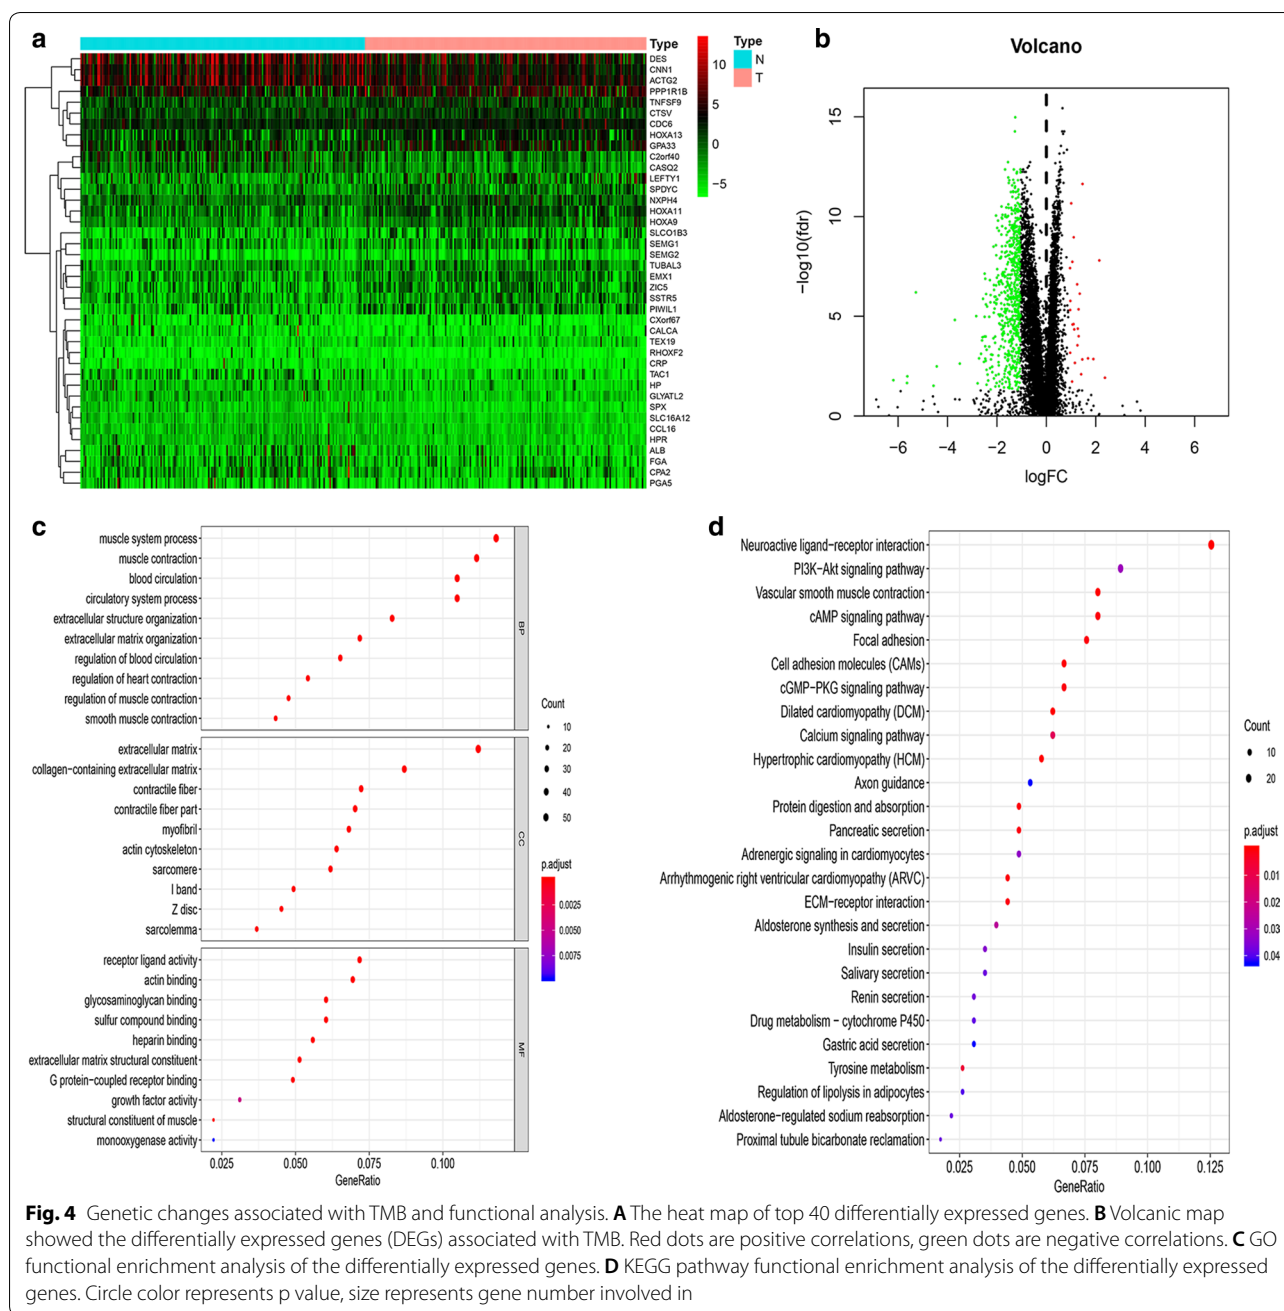 a
Type
DES
CNN1
ACTG2
PPP1R1B
TNFSF9
CTSV
CDC6
HOXA13
GPA33
C2orf40
CASQ2
LEFTY1
SPDYC
NXPH4
HOXA11
HOXA9
SLCO1B3
SEMG1
SEMG2
TUBAL3
EMX1
ZIC5
SSTR5
PIWIL1
CXorf67
CALCA
TEX19
RHOXF2
CRP
TAC1
HP
GLYATL2
SPX
SLC16A12
CCL16
HPR
ALB
FGA
CPA2
PGA5
10
5
0
−5
Type
N
T
b
Volcano
−log10(fdr)
15
10
5
0
−6 −4 −2 0 2 4 6
logFC
c
muscle system process
muscle contraction
blood circulation
circulatory system process
extracellular structure organization
extracellular matrix organization
regulation of blood circulation
regulation of heart contraction
regulation of muscle contraction
smooth muscle contraction
BP
extracellular matrix
collagen-containing extracellular matrix
contractile fiber
contractile fiber part
myofibril
actin cytoskeleton
sarcomere
I band
Z disc
sarcolemma
CC
receptor ligand activity
actin binding
glycosaminoglycan binding
sulfur compound binding
heparin binding
extracellular matrix structural constituent
G protein-coupled receptor binding
growth factor activity
structural constituent of muscle
monooxygenase activity
MF
0.025 0.050 0.075 0.100
GeneRatio
Count
10
20
30
40
50
p.adjust
0.0025
0.0050
0.0075
d
Neuroactive ligand-receptor interaction
PI3K-Akt signaling pathway
Vascular smooth muscle contraction
cAMP signaling pathway
Focal adhesion
Cell adhesion molecules (CAMs)
cGMP-PKG signaling pathway
Dilated cardiomyopathy (DCM)
Calcium signaling pathway
Hypertrophic cardiomyopathy (HCM)
Axon guidance
Protein digestion and absorption
Pancreatic secretion
Adrenergic signaling in cardiomyocytes
Arrhythmogenic right ventricular cardiomyopathy (ARVC)
ECM-receptor interaction
Aldosterone synthesis and secretion
Insulin secretion
Salivary secretion
Renin secretion
Drug metabolism − cytochrome P450
Gastric acid secretion
Tyrosine metabolism
Regulation of lipolysis in adipocytes
Aldosterone-regulated sodium reabsorption
Proximal tubule bicarbonate reclamation
0.025 0.050 0.075 0.100 0.125
GeneRatio
Count
10
20
p.adjust
0.01
0.02
0.03
0.04
Fig. 4 Genetic changes associated with TMB and functional analysis. A The heat map of top 40 differentially expressed genes. B Volcanic map
showed the differentially expressed genes (DEGs) associated with TMB. Red dots are positive correlations, green dots are negative correlations. C GO
functional enrichment analysis of the differentially expressed genes. D KEGG pathway functional enrichment analysis of the differentially expressed
genes. Circle color represents p value, size represents gene number involved in